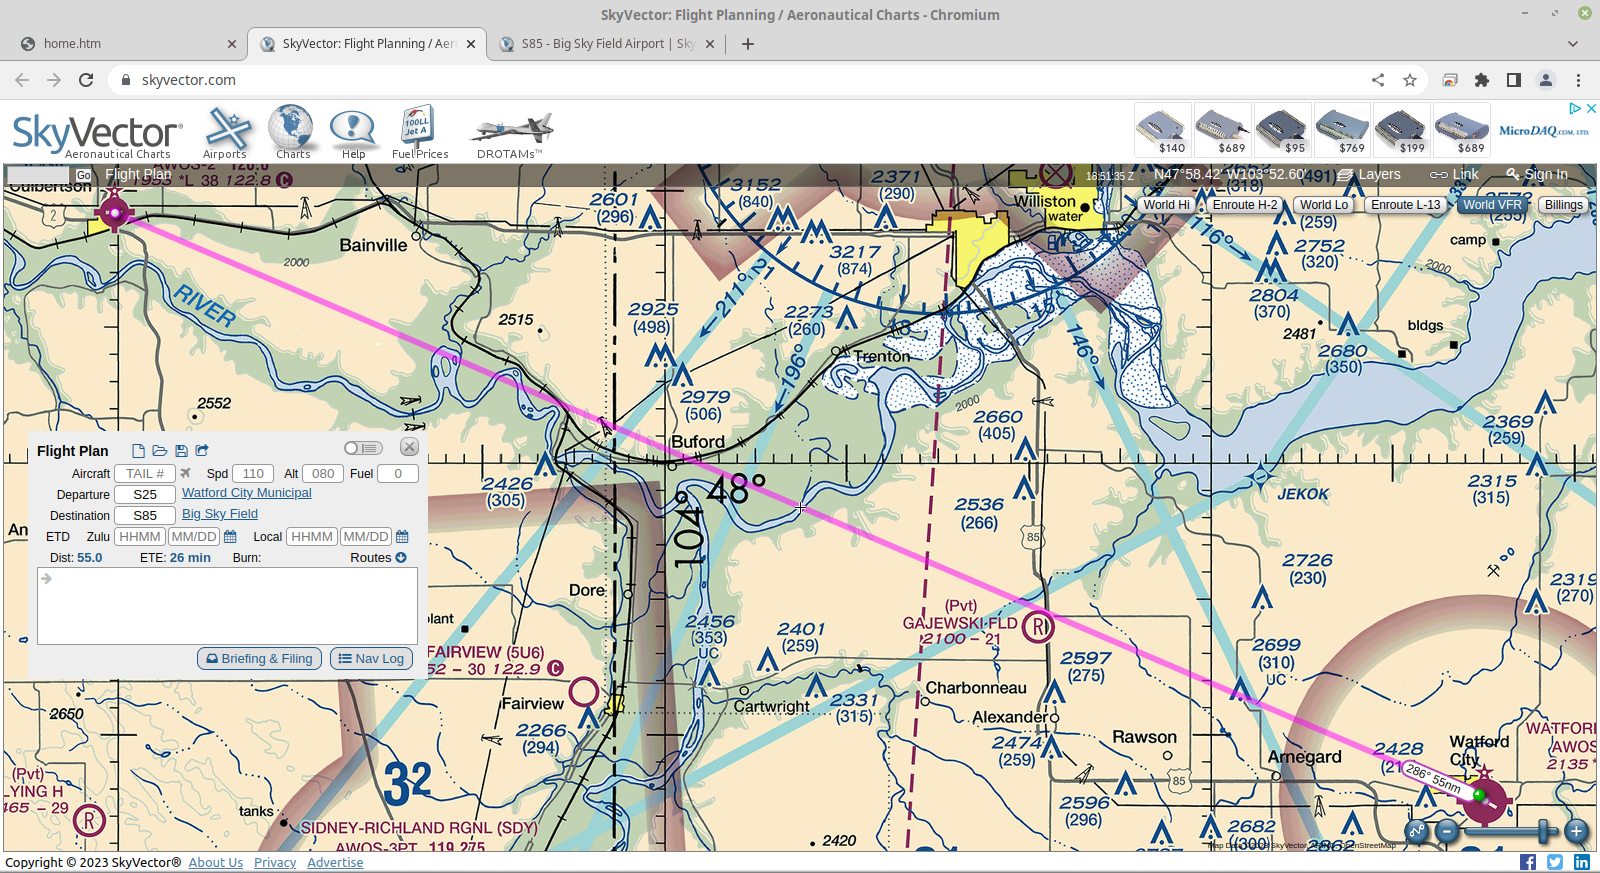 SkyVector: Flight Planning / Aeronautical Charts - Chromium
home.htm
SkyVector: Flight Planning / Aer
S85 - Big Sky Field Airport | Sky
skyvector.com
SkyVector
Aeronautical Charts
Airports
Charts
Help
100LL
Jet A
Fuel Prices
DROTAMs™
$140
$689
$95
$769
$199
$689
MicroDAQ.COM, LTD.
Go
Flight Plan
18:51:35 Z
N47°58.42' W103°52.60'
Layers
Link
Sign In
World Hi
Enroute H-2
World Lo
Enroute L-13
World VFR
Billings
Culbertson
*L 38 122.8 C
2
Bainville
2000
RIVER
2515
2552
2601
(296)
3152
(840)
2371
(290)
3217
(874)
2925
(498)
2273
(260)
211°
21
196°
2979
(506)
Trenton
Buford
Williston
water
116°
146°
(318)
(491)
(259)
2752
(320)
2804
(370)
2481
2680
(350)
camp
2000
bldgs
2369
(259)
2315
(315)
JEKOK
2000
2660
(405)
2536
(266)
85
2726
(230)
2319
(270)
2426
(305)
48°
104°
Dore
2456
(353)
UC
2401
(259)
(Pvt)
GAJEWSKI FLD
2100 - 21
R
2597
(275)
2699
(310)
UC
FAIRVIEW (5U6)
52 - 30 122.9 C
Fairview
2266
(294)
Cartwright
2331
(315)
Charbonneau
Alexander
2474
(259)
Rawson
85
Arnegard
2428
Watford
City
286° 55nm
WATFOR
AWOS
2135 *
2596
(296)
2682
(300)
2420
2650
(Pvt)
LYING H
465 - 29
R
32
tanks
SIDNEY-RICHLAND RGNL (SDY)
AWOS-3PT 119.275
lant
An
Flight Plan
Aircraft TAIL # Spd 110 Alt 080 Fuel 0
Departure S25 Watford City Municipal
Destination S85 Big Sky Field
ETD Zulu HHMM MM/DD Local HHMM MM/DD
Dist: 55.0 ETE: 26 min Burn: Routes
Briefing & Filing
Nav Log
Copyright © 2023 SkyVector® About Us Privacy Advertise